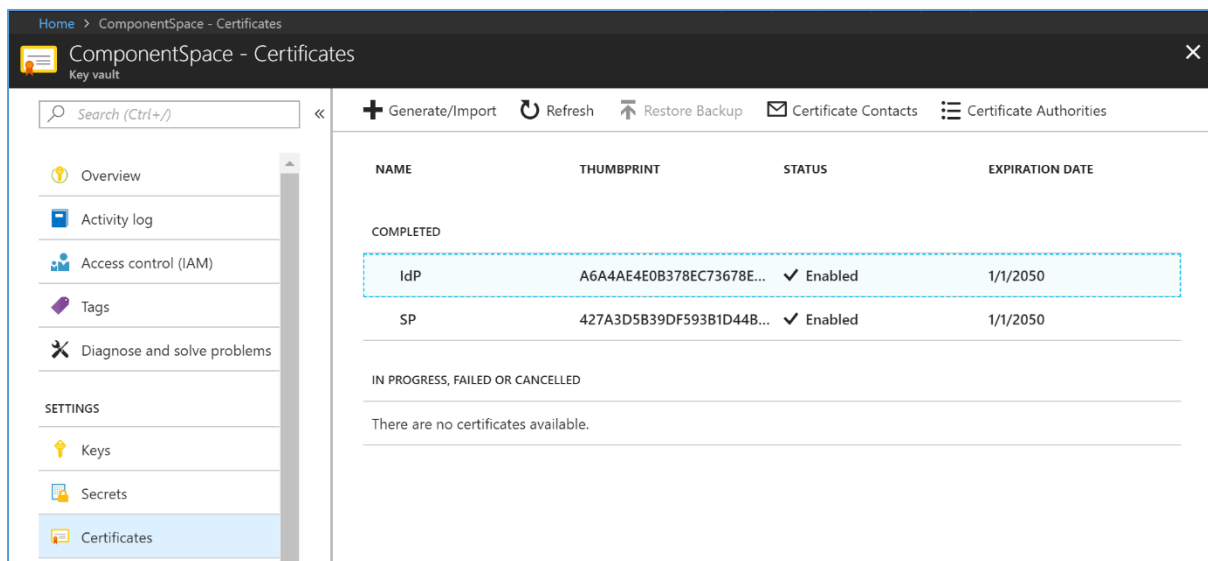 Home > ComponentSpace - Certificates
ComponentSpace - Certificates
Key vault
Search (Ctrl+/)
«
Generate/Import Refresh Restore Backup Certificate Contacts Certificate Authorities
Overview
Activity log
Access control (IAM)
Tags
Diagnose and solve problems
SETTINGS
Keys
Secrets
Certificates
NAME THUMBPRINT STATUS EXPIRATION DATE
COMPLETED
IdP A6A4AE4E0B378EC73678E... Enabled 1/1/2050
SP 427A3D5B39DF593B1D44B... Enabled 1/1/2050
IN PROGRESS, FAILED OR CANCELLED
There are no certificates available.